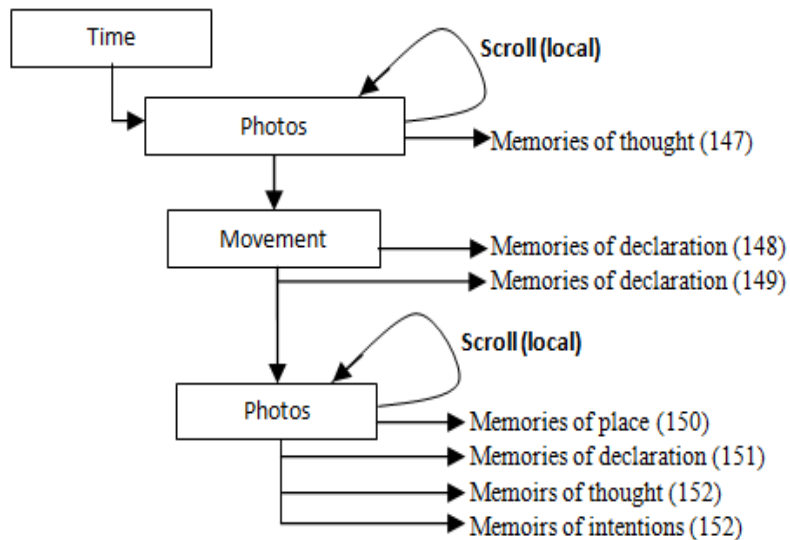 Time
Scroll (local)
Photos
Memories of thought (147)
Movement
Memories of declaration (148)
Memories of declaration (149)
Scroll (local)
Photos
Memories of place (150)
Memories of declaration (151)
Memoirs of thought (152)
Memoirs of intentions (152)